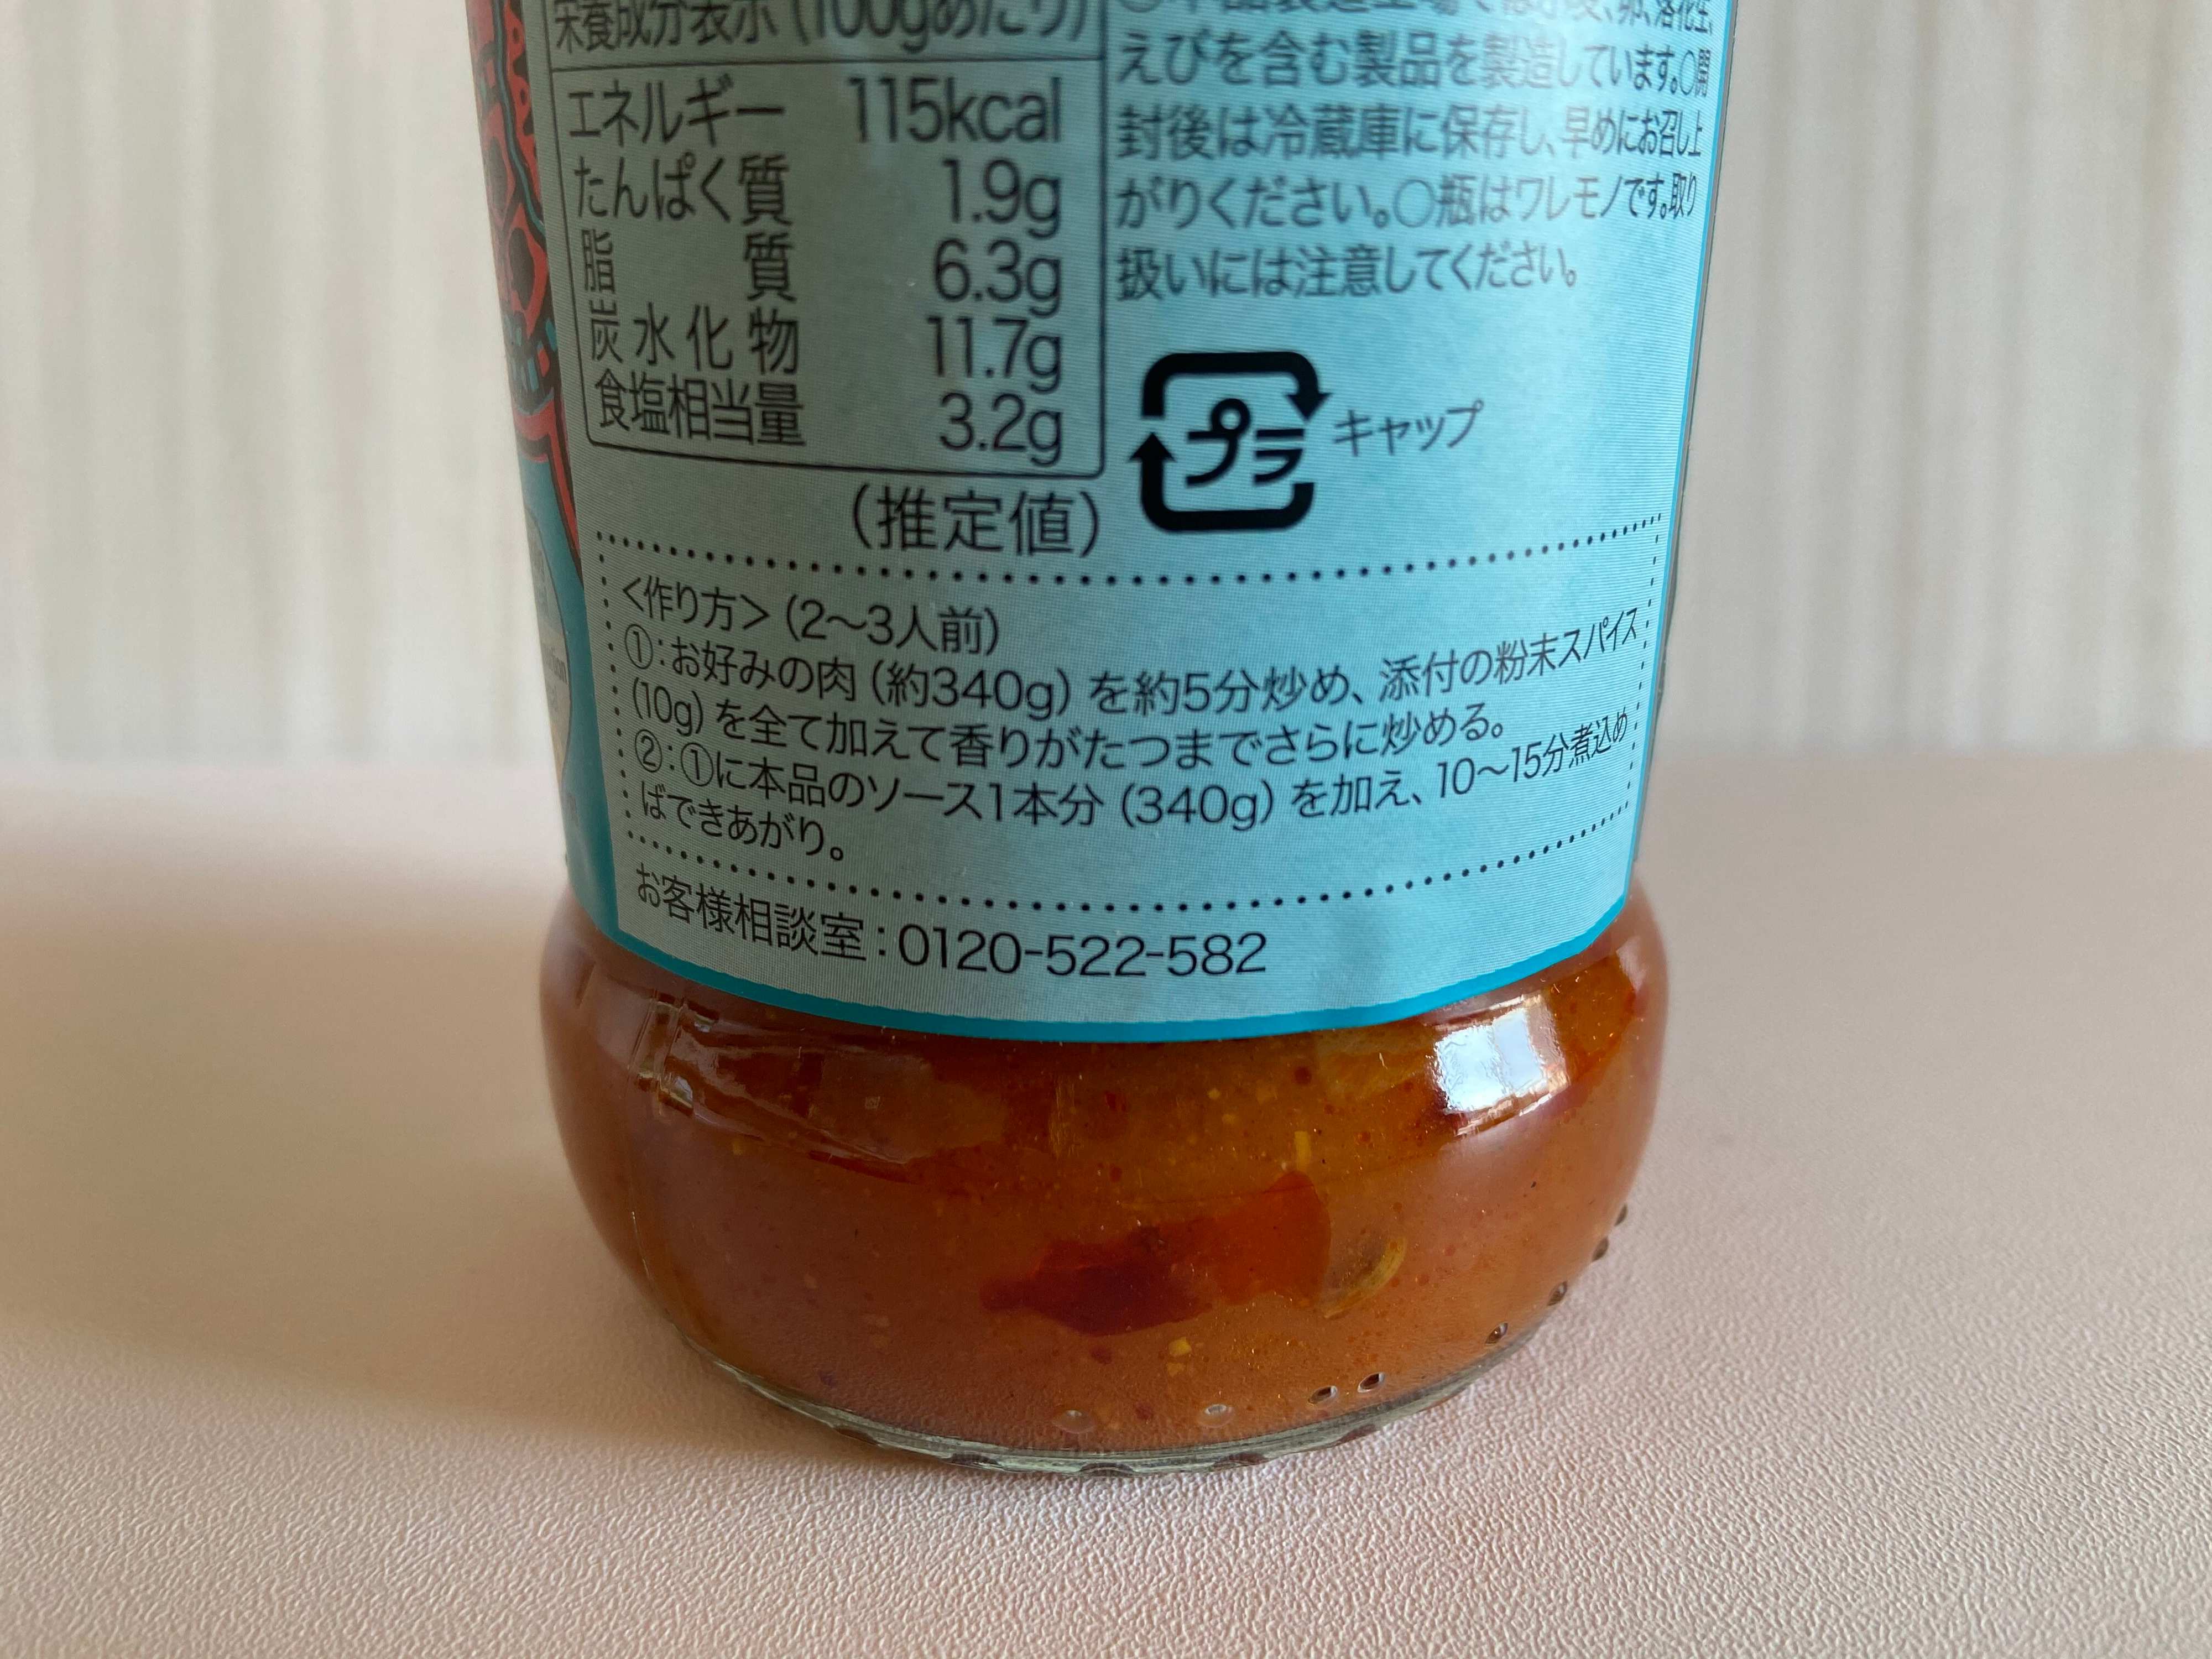 栄養成分表示(100gあたり)
エネルギー 115kcal
たんぱく質 1.9g
脂質 6.3g
炭水化物 11.7g
食塩相当量 3.2g
(推定値)
卵、落花生、
えびを含む製品を製造しています。○開
封後は冷蔵庫に保存し、早めにお召し上
がりください。○瓶はワレモノです。取り
扱いには注意してください。
プラ キャップ
<作り方>(2〜3人前)
①:お好みの肉(約340g)を約5分炒め、添付の粉末スパイス
(10g)を全て加えて香りがたつまでさらに炒める。
②:①に本品のソース1本分(340g)を加え、10〜15分煮込め
ばできあがり。
お客様相談室:0120-522-582